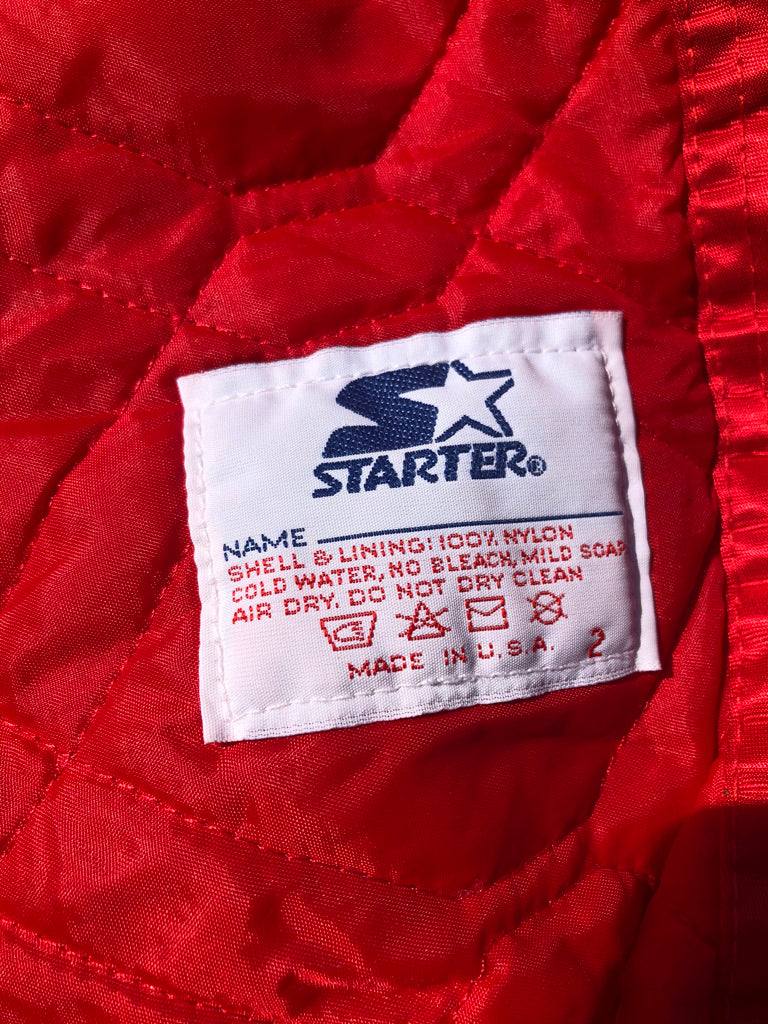 STARTER®
NAME
SHELL & LINING: 100% NYLON
COLD WATER, NO BLEACH, MILD SOAP
AIR DRY. DO NOT DRY CLEAN
MADE IN U.S.A. 2